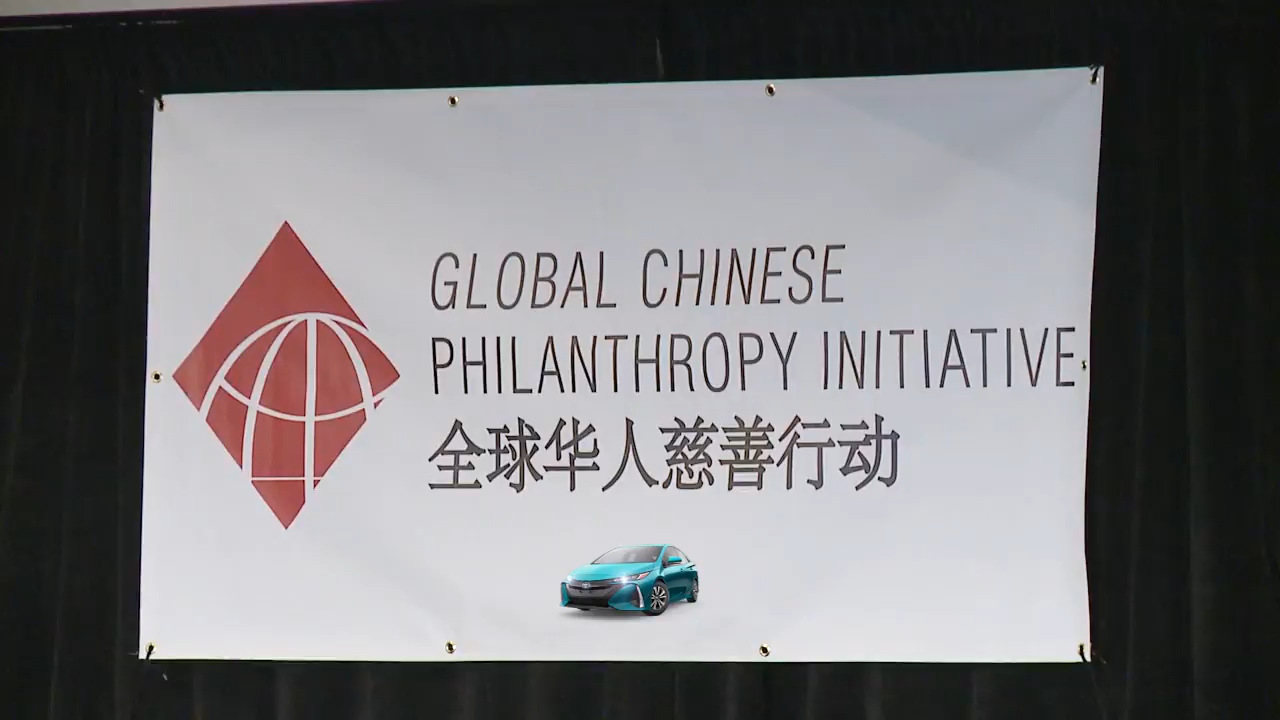 GLOBAL CHINESE
PHILANTHROPY INITIATIVE
全球华人慈善行动